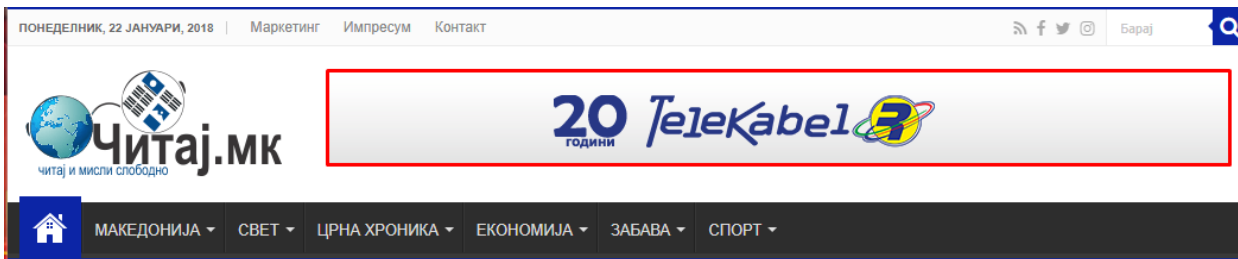 ПОНЕДЕЛНИК, 22 ЈАНУАРИ, 2018 | Маркетинг Импресум Контакт Барај
Читај.мк
читај и мисли слободно
20 TeleKabel
ГОДИНИ
МАКЕДОНИЈА СВЕТ ЦРНА ХРОНИКА ЕКОНОМИЈА ЗАБАВА СПОРТ